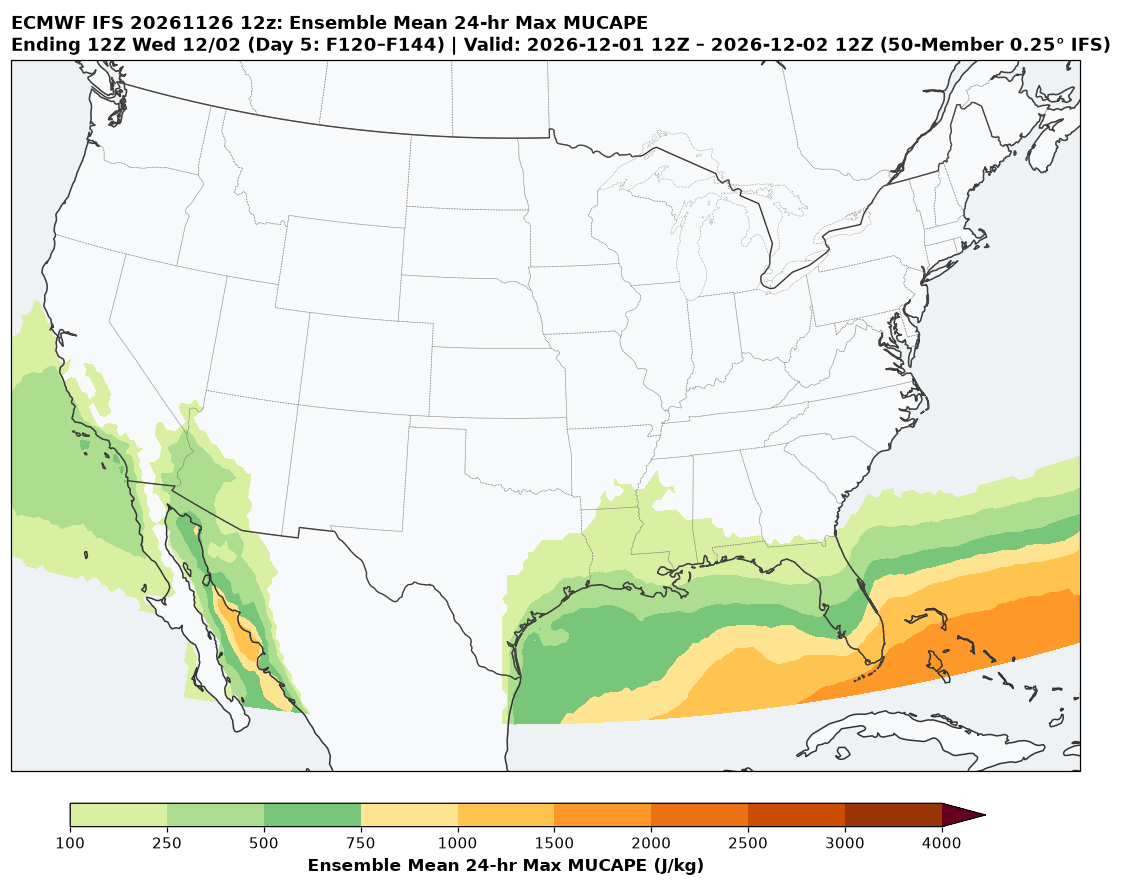 ECMWF IFS 20261126 12z: Ensemble Mean 24-hr Max MUCAPE
Ending 12Z Wed 12/02 (Day 5: F120–F144) | Valid: 2026-12-01 12Z – 2026-12-02 12Z (50-Member 0.25° IFS)
100 250 500 750 1000 1500 2000 2500 3000 4000
Ensemble Mean 24-hr Max MUCAPE (J/kg)